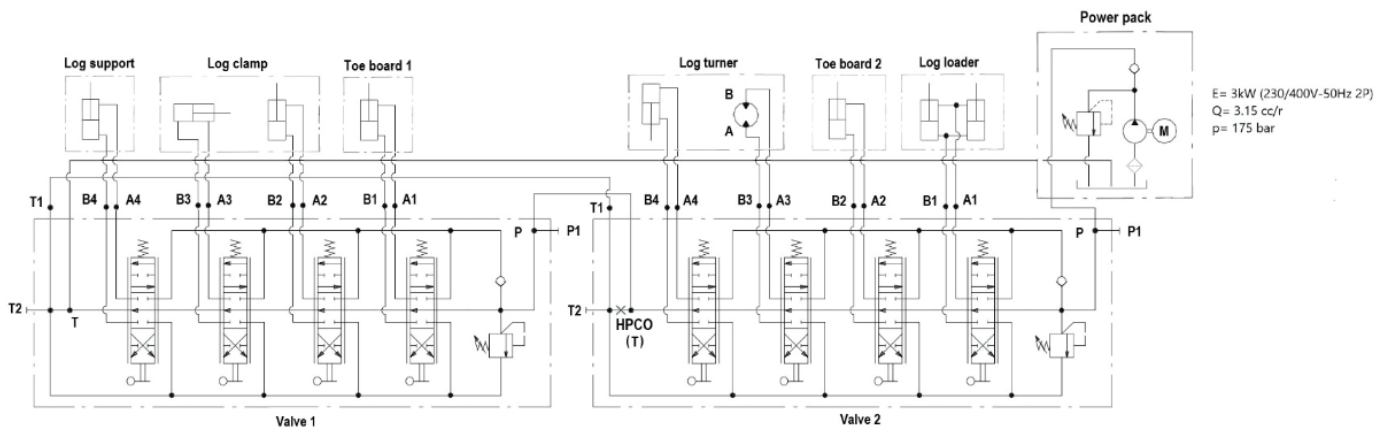 Power pack
Log support
Log clamp
Toe board 1
Log turner
Toe board 2
Log loader
E= 3kW (230/400V-50Hz 2P)
Q= 3.15 cc/r
p= 175 bar
M
B
A
T1
B4
A4
B3
A3
B2
A2
B1
A1
P
P1
T2
T
Valve 1
T1
B4
A4
B3
A3
B2
A2
B1
A1
P
P1
T2
HPCO
(T)
Valve 2